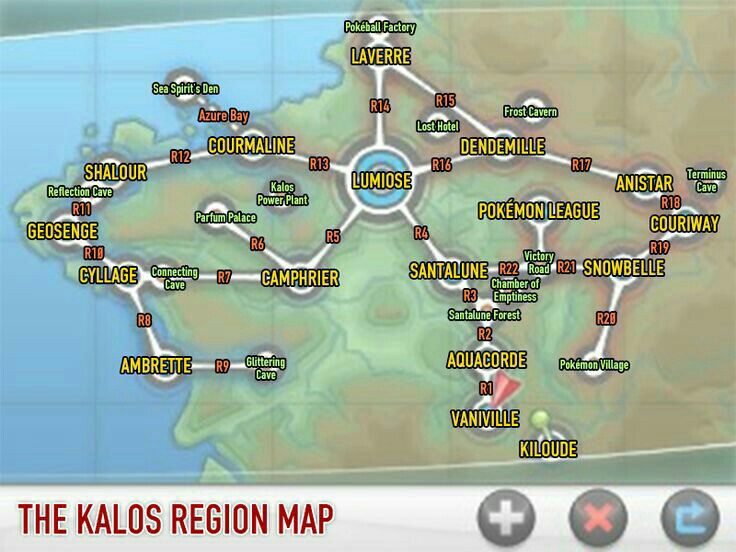 Pokéball Factory
LAVERRE
Sea Spirit's Den
R14
R15
Frost Cavern
Azure Bay
Lost Hotel
COURMALINE
DENDEMILLE
R12
R13
R16
R17
SHALOUR
LUMIOSE
Terminus
Cave
ANISTAR
Reflection Cave
Kalos
Power Plant
R18
R11
Parfum Palace
POKÉMON LEAGUE
COURIWAY
GEOSENGE
R6
R5
R4
R19
R10
Victory
Road
CYLLAGE
Connecting
Cave
R7
CAMPHRIER
SANTALUNE
R22
R21
SNOWBELLE
Chamber of
Emptiness
R3
R8
Santalune Forest
R20
R2
AMBRETTE
R9
Glittering
Cave
AQUACORDE
Pokémon Village
R1
VANIVILLE
KILOUDE
THE KALOS REGION MAP